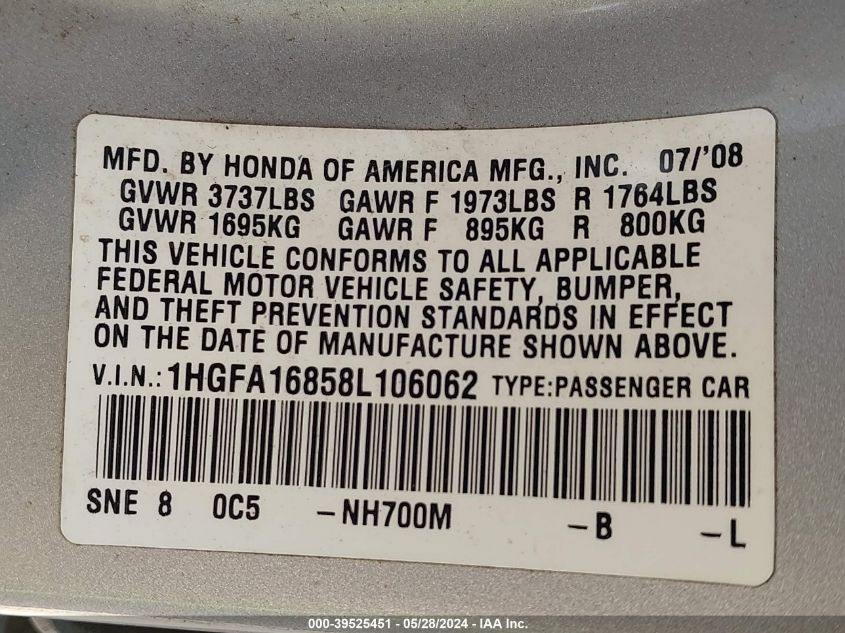 MFD. BY HONDA OF AMERICA MFG., INC. 07/'08
GVWR 3737LBS GAWR F 1973LBS R 1764LBS
GVWR 1695KG GAWR F 895KG R 800KG
THIS VEHICLE CONFORMS TO ALL APPLICABLE
FEDERAL MOTOR VEHICLE SAFETY, BUMPER,
AND THEFT PREVENTION STANDARDS IN EFFECT
ON THE DATE OF MANUFACTURE SHOWN ABOVE.
V.I.N.: 1HGFA16858L106062 TYPE:PASSENGER CAR
SNE 8 0C5 -NH700M -B -L
000-39525451 - 05/28/2024 - IAA Inc.